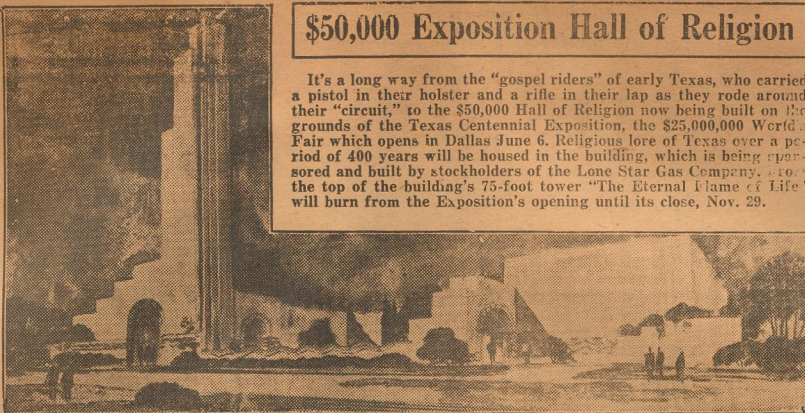 $50,000 Exposition Hall of Religion
It's a long way from the "gospel riders" of early Texas, who carried
a pistol in their holster and a rifle in their lap as they rode around
their "circuit," to the $50,000 Hall of Religion now being built on the
grounds of the Texas Centennial Exposition, the $25,000,000 World's
Fair which opens in Dallas June 6. Religious lore of Texas over a pe-
riod of 400 years will be housed in the building, which is being spon-
sored and built by stockholders of the Lone Star Gas Company. From
the top of the building's 75-foot tower "The Eternal Flame of Life"
will burn from the Exposition's opening until its close, Nov. 29.